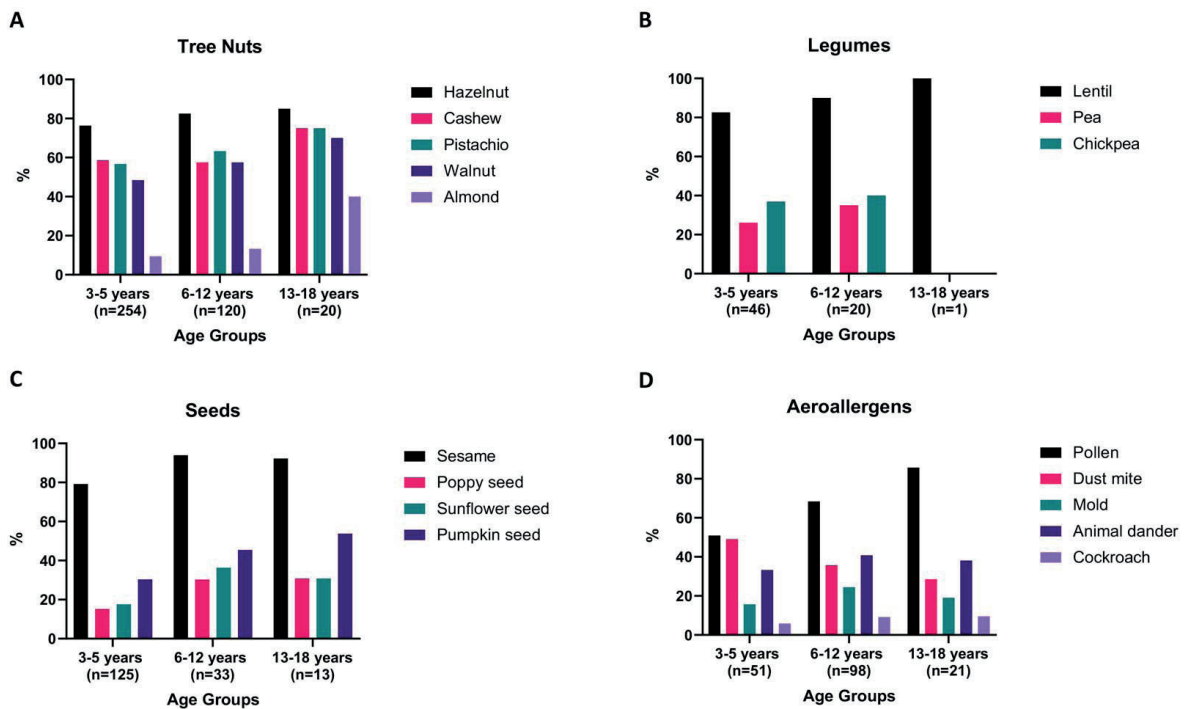 A
Tree Nuts
100
80
60
40
20
0
%
3-5 years
(n=254)
6-12 years
(n=120)
13-18 years
(n=20)
Age Groups
Hazelnut
Cashew
Pistachio
Walnut
Almond
B
Legumes
100
80
60
40
20
0
%
3-5 years
(n=46)
6-12 years
(n=20)
13-18 years
(n=1)
Age Groups
Lentil
Pea
Chickpea
C
Seeds
100
80
60
40
20
0
%
3-5 years
(n=125)
6-12 years
(n=33)
13-18 years
(n=13)
Age Groups
Sesame
Poppy seed
Sunflower seed
Pumpkin seed
D
Aeroallergens
100
80
60
40
20
0
%
3-5 years
(n=51)
6-12 years
(n=98)
13-18 years
(n=21)
Age Groups
Pollen
Dust mite
Mold
Animal dander
Cockroach